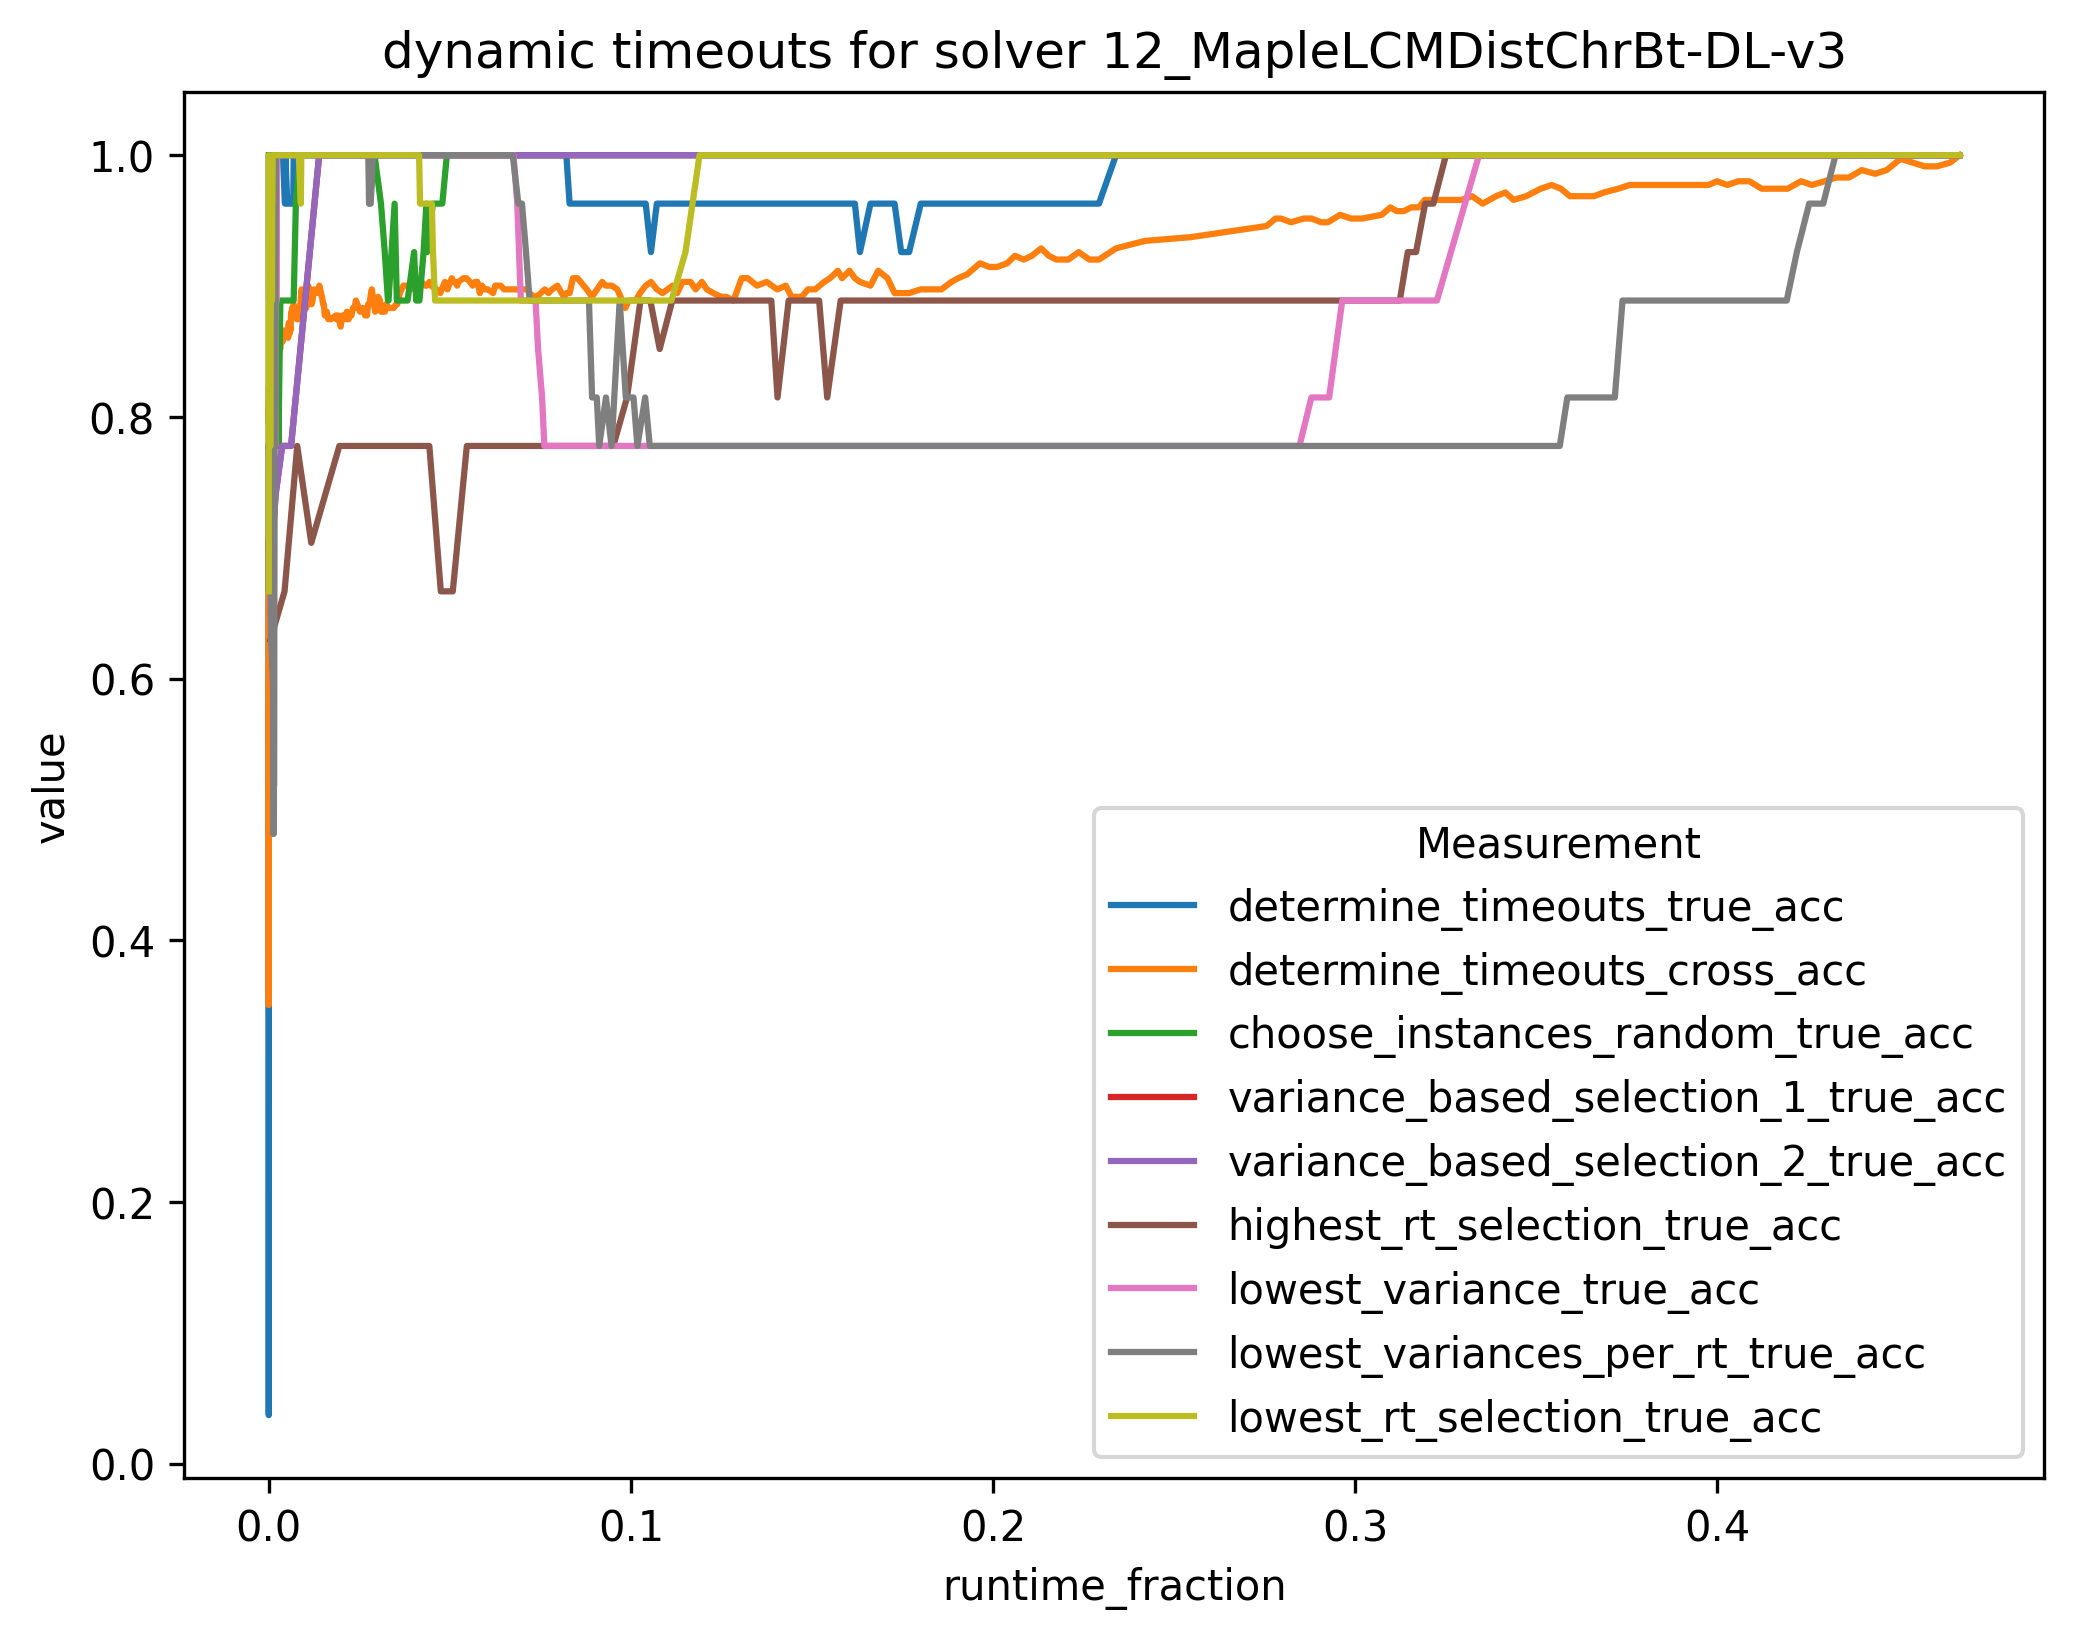 dynamic timeouts for solver 12_MapleLCMDistChrBt-DL-v3
1.0
0.8
0.6
0.4
0.2
0.0
value
0.0 0.1 0.2 0.3 0.4
runtime_fraction
Measurement
determine_timeouts_true_acc
determine_timeouts_cross_acc
choose_instances_random_true_acc
variance_based_selection_1_true_acc
variance_based_selection_2_true_acc
highest_rt_selection_true_acc
lowest_variance_true_acc
lowest_variances_per_rt_true_acc
lowest_rt_selection_true_acc